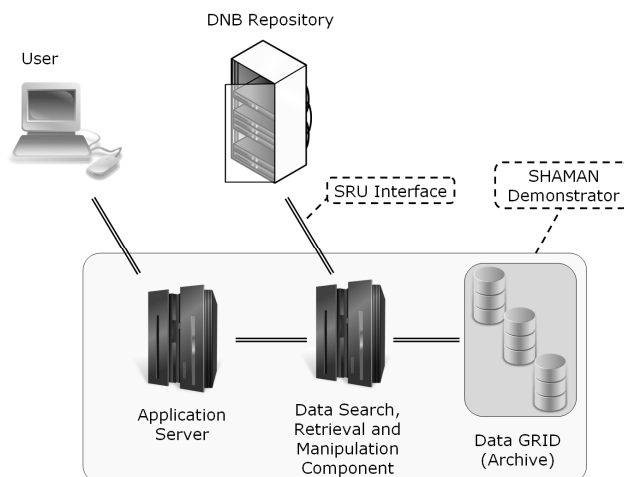 DNB Repository
User
SRU Interface
SHAMAN
Demonstrator
Application
Server
Data Search,
Retrieval and
Manipulation
Component
Data GRID
(Archive)